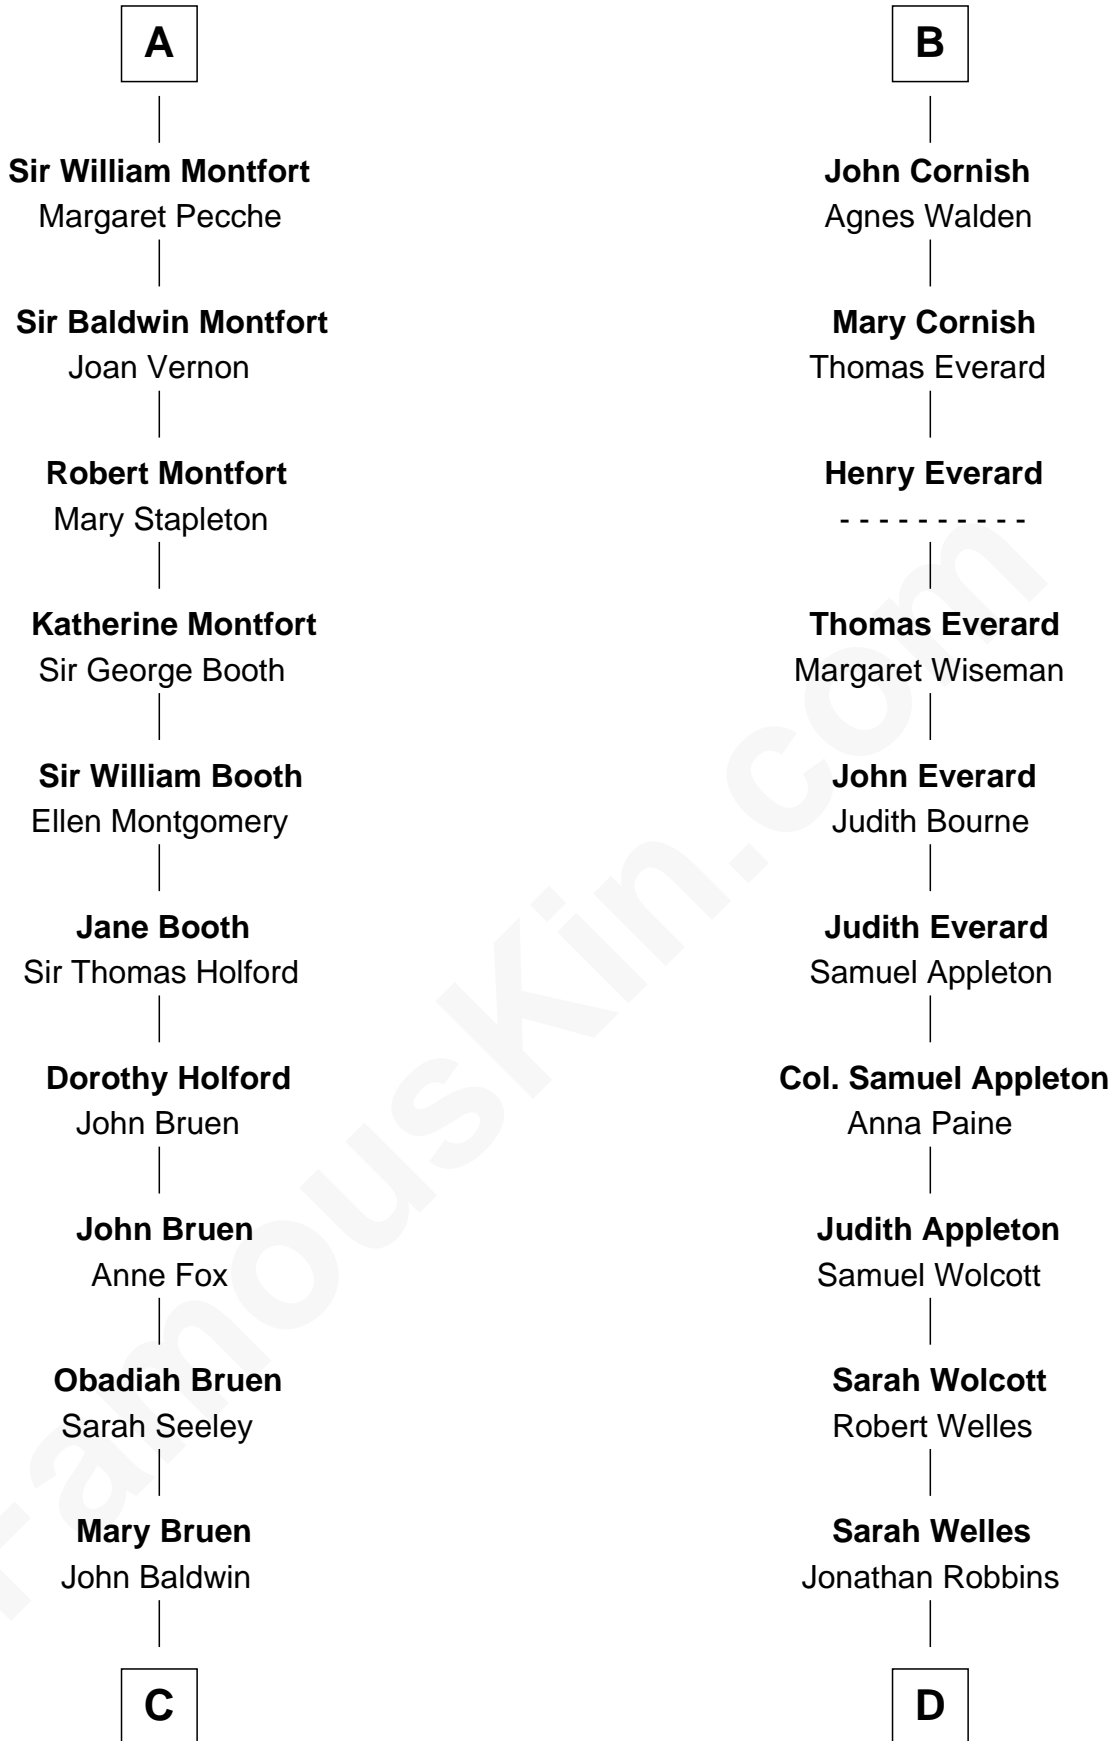 A
Sir William Montfort
Margaret Pecche
Sir Baldwin Montfort
Joan Vernon
Robert Montfort
Mary Stapleton
Katherine Montfort
Sir George Booth
Sir William Booth
Ellen Montgomery
Jane Booth
Sir Thomas Holford
Dorothy Holford
John Bruen
John Bruen
Anne Fox
Obadiah Bruen
Sarah Seeley
Mary Bruen
John Baldwin
C
B
John Cornish
Agnes Walden
Mary Cornish
Thomas Everard
Henry Everard
- - - - - - - - - -
Thomas Everard
Margaret Wiseman
John Everard
Judith Bourne
Judith Everard
Samuel Appleton
Col. Samuel Appleton
Anna Paine
Judith Appleton
Samuel Wolcott
Sarah Wolcott
Robert Welles
Sarah Welles
Jonathan Robbins
D
FamousKin.com